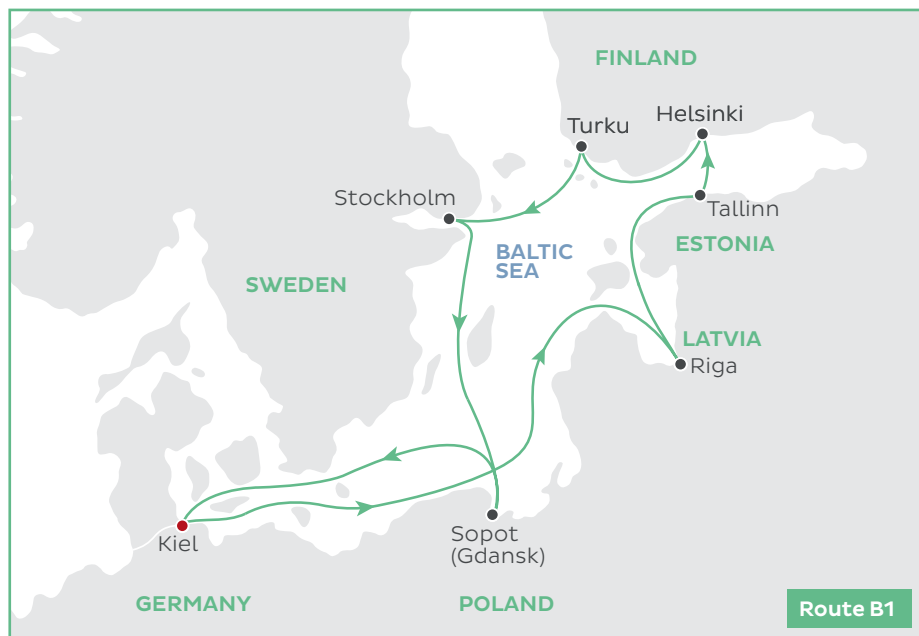 FINLAND
Helsinki
Turku
Stockholm
Tallinn
ESTONIA
BALTIC
SEA
SWEDEN
LATVIA
Riga
Kiel
Sopot
(Gdansk)
GERMANY
POLAND
Route B1